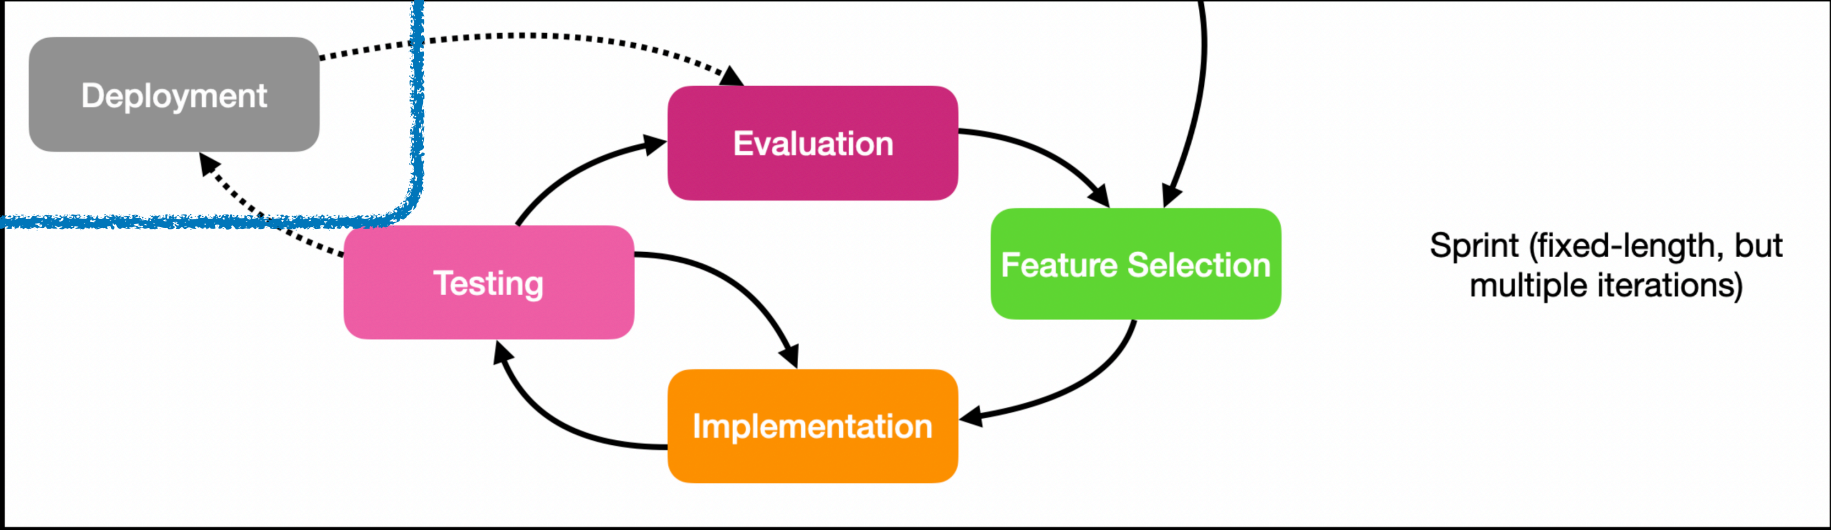 Deployment
Evaluation
Feature Selection
Sprint (fixed-length, but
multiple iterations)
Testing
Implementation